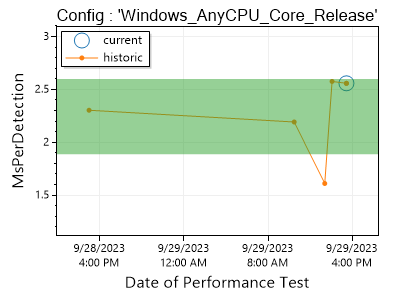 Config : 'Windows_AnyCPU_Core_Release'
current
historic
3
2.5
2
1.5
MsPerDetection
9/28/2023 9/29/2023 9/29/2023 9/29/2023
4:00 PM 12:00 AM 8:00 AM 4:00 PM
Date of Performance Test